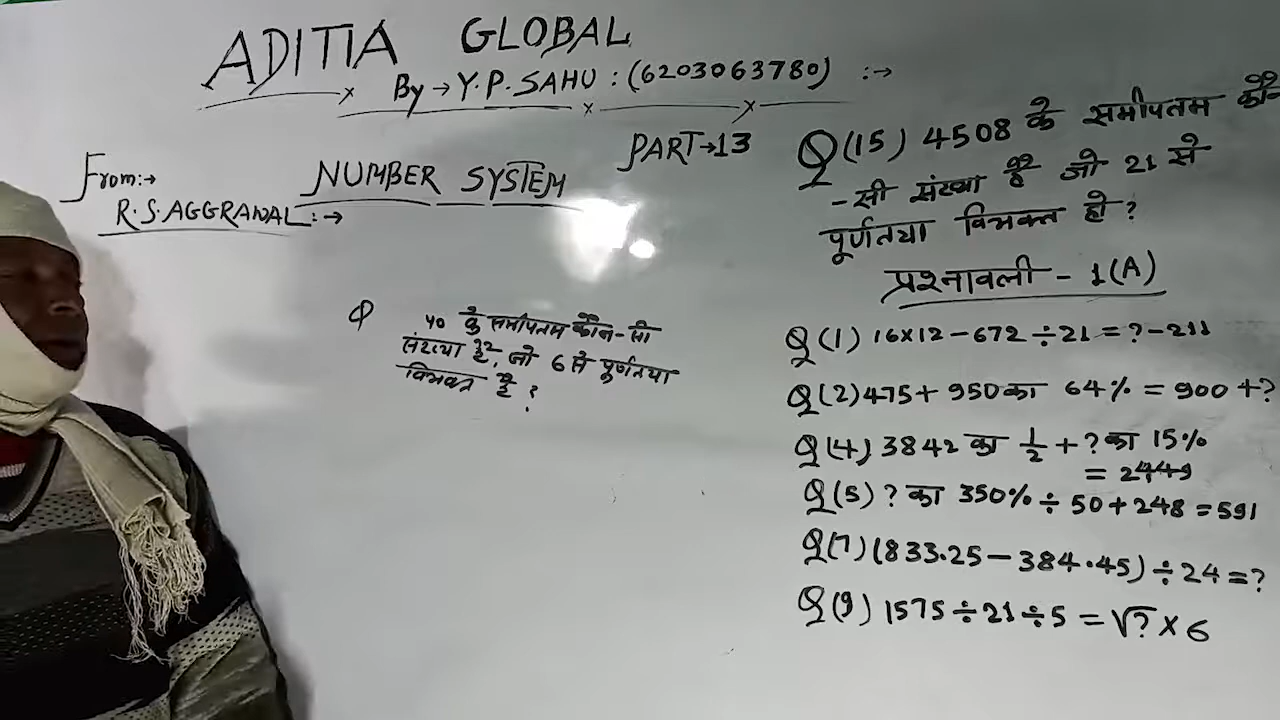 ADITIA GLOBAL
By → Y.P.SAHU : (6203063780) :→
PART→13
From:→
NUMBER SYSTEM
R.S.AGGRAWAL:→
Q 40 के समीपतम कौन-सी
संख्या है, जो 6 से पूर्णतया
विभक्त है ?
Q(15) 4508 के समीपतम कौन
-सी संख्या है जो 21 से
पूर्णतया विभक्त हो ?
प्रश्नावली - 1(A)
Q(1) 16×12-672÷21=?-211
Q(2) 475+950 का 64% = 900+?
Q(4) 3842 का 1/2 + ? का 15%
= 2449
Q(5) ? का 350% ÷ 50+248=591
Q(7) (833.25-384.45)÷24=?
Q(9) 1575÷21÷5=√?×6